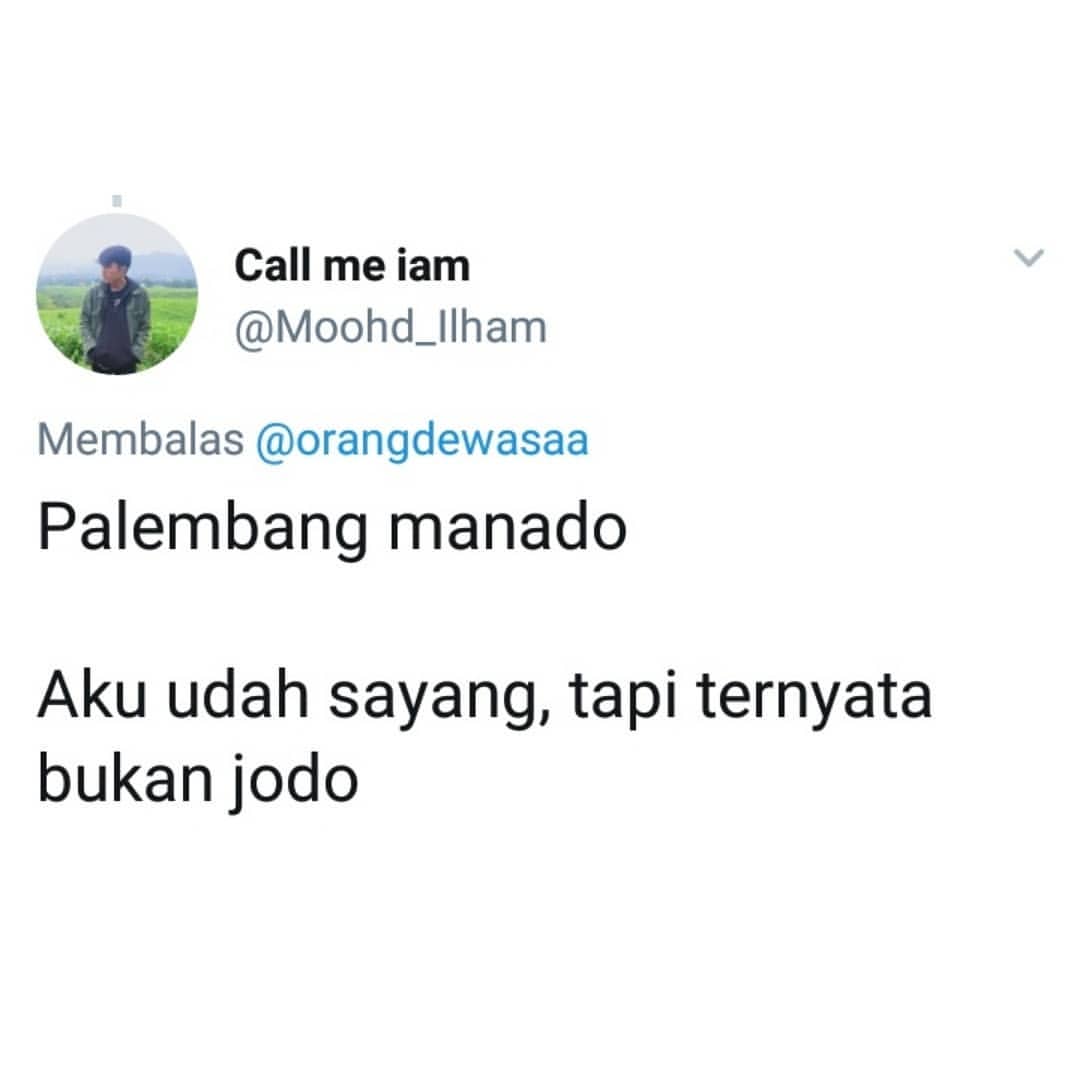 Call me iam
@Moohd_Ilham
Membalas @orangdewasaa
Palembang manado
Aku udah sayang, tapi ternyata
bukan jodo